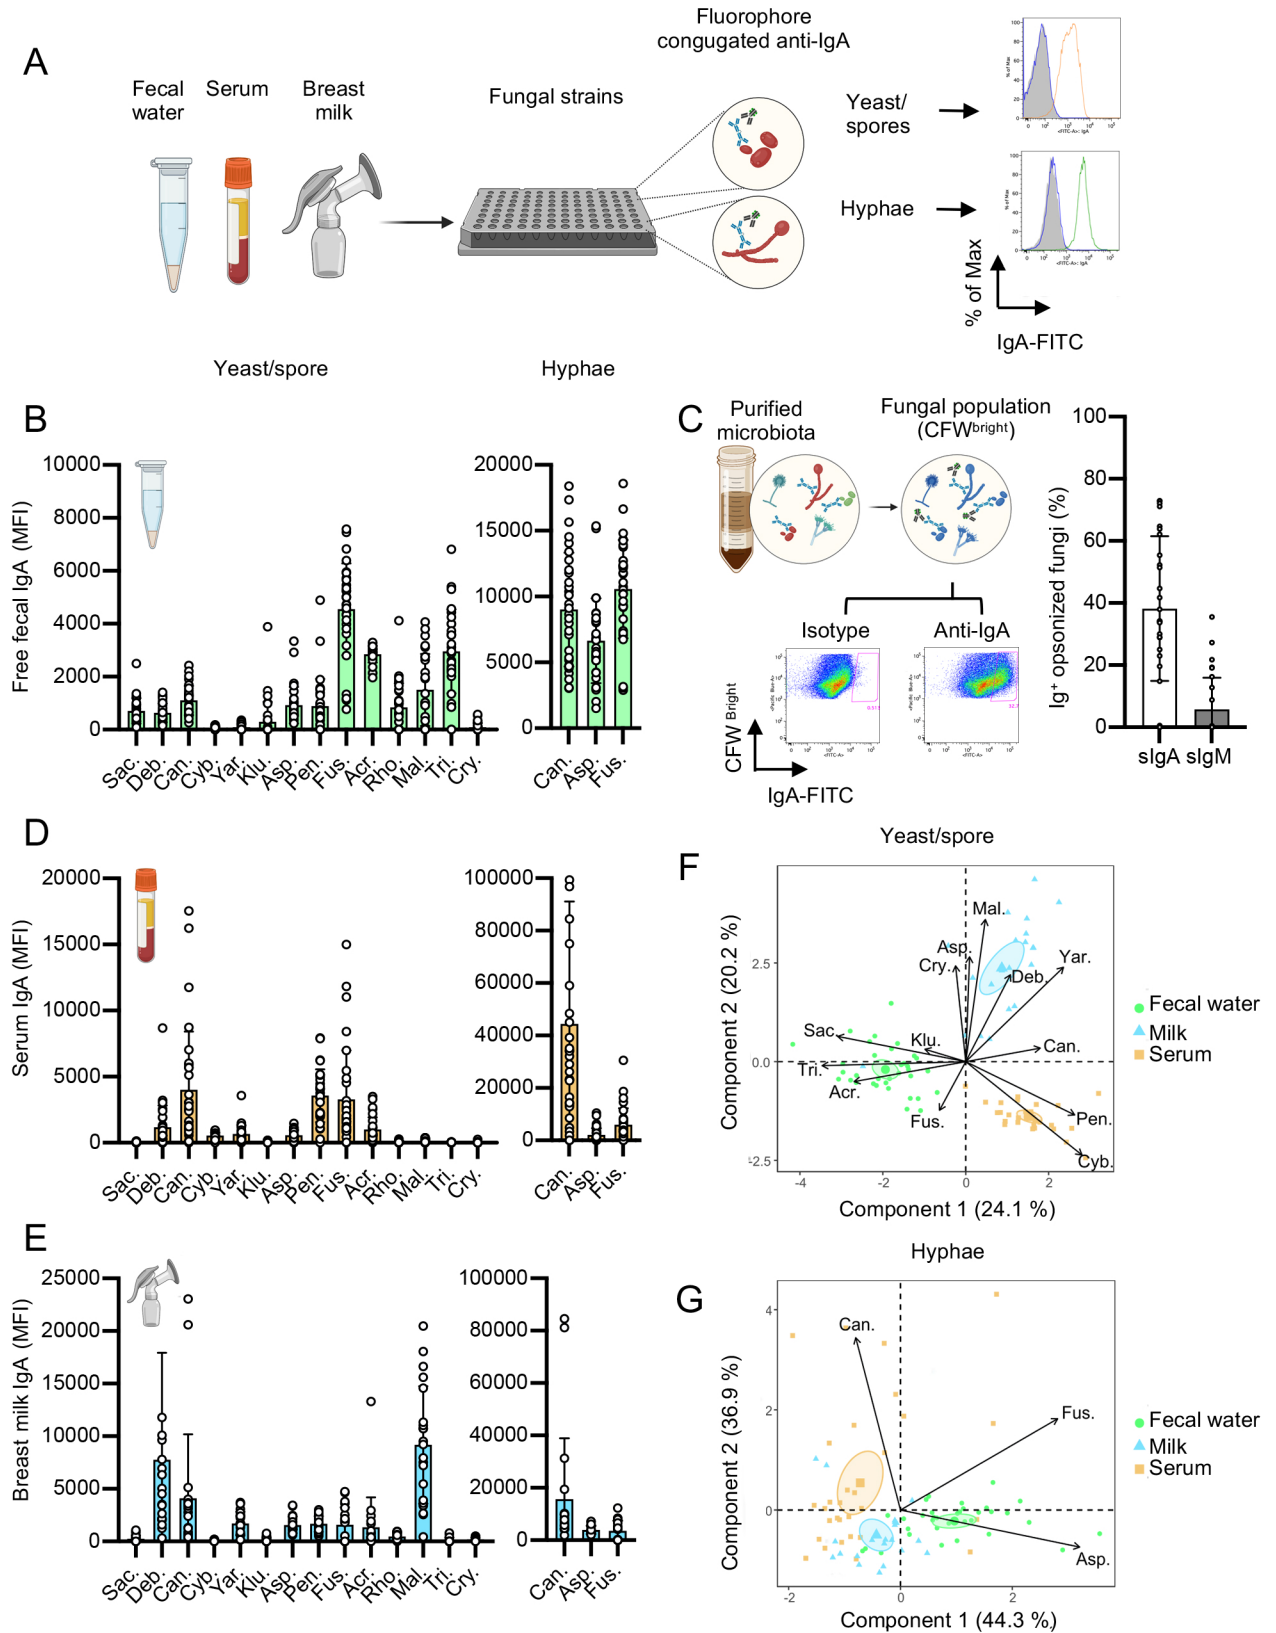 A
Fecal
water
Serum
Breast
milk
Fungal strains
Fluorophore
congugated anti-IgA
Yeast/
spores
Hyphae
% of Max
IgA-FITC
% of Max
<FITC-A>: IgA
% of Max
<FITC-A>: IgA
Yeast/spore
Hyphae
B
Free fecal IgA (MFI)
10000
8000
6000
4000
2000
0
Sac. Deb. Can. Cyb. Yar. Klu. Asp. Pen. Fus. Acr. Rho. Mal. Tri. Cry.
20000
15000
10000
5000
0
Can. Asp. Fus.
C
Purified
microbiota
Fungal population
(CFWbright)
Isotype
Anti-IgA
CFW Bright
IgA-FITC
Ig+ opsonized fungi (%)
100
80
60
40
20
0
sIgA sIgM
D
Serum IgA (MFI)
20000
15000
10000
5000
0
Sac. Deb. Can. Cyb. Yar. Klu. Asp. Pen. Fus. Acr. Rho. Mal. Tri. Cry.
100000
80000
60000
40000
20000
0
Can. Asp. Fus.
E
Breast milk IgA (MFI)
25000
20000
15000
10000
5000
0
Sac. Deb. Can. Cyb. Yar. Klu. Asp. Pen. Fus. Acr. Rho. Mal. Tri. Cry.
100000
80000
60000
40000
20000
0
Can. Asp. Fus.
Yeast/spore
F
Component 2 (20.2 %)
2.5
0.0
-2.5
-4
-2
0
2
Component 1 (24.1 %)
Mal.
Asp.
Cry.
Deb.
Yar.
Sac.
Klu.
Can.
Tri.
Acr.
Fus.
Pen.
Cyb.
Fecal water
Milk
Serum
Hyphae
G
Component 2 (36.9 %)
4
2
0
-2
0
2
Component 1 (44.3 %)
Can.
Fus.
Asp.
Fecal water
Milk
Serum